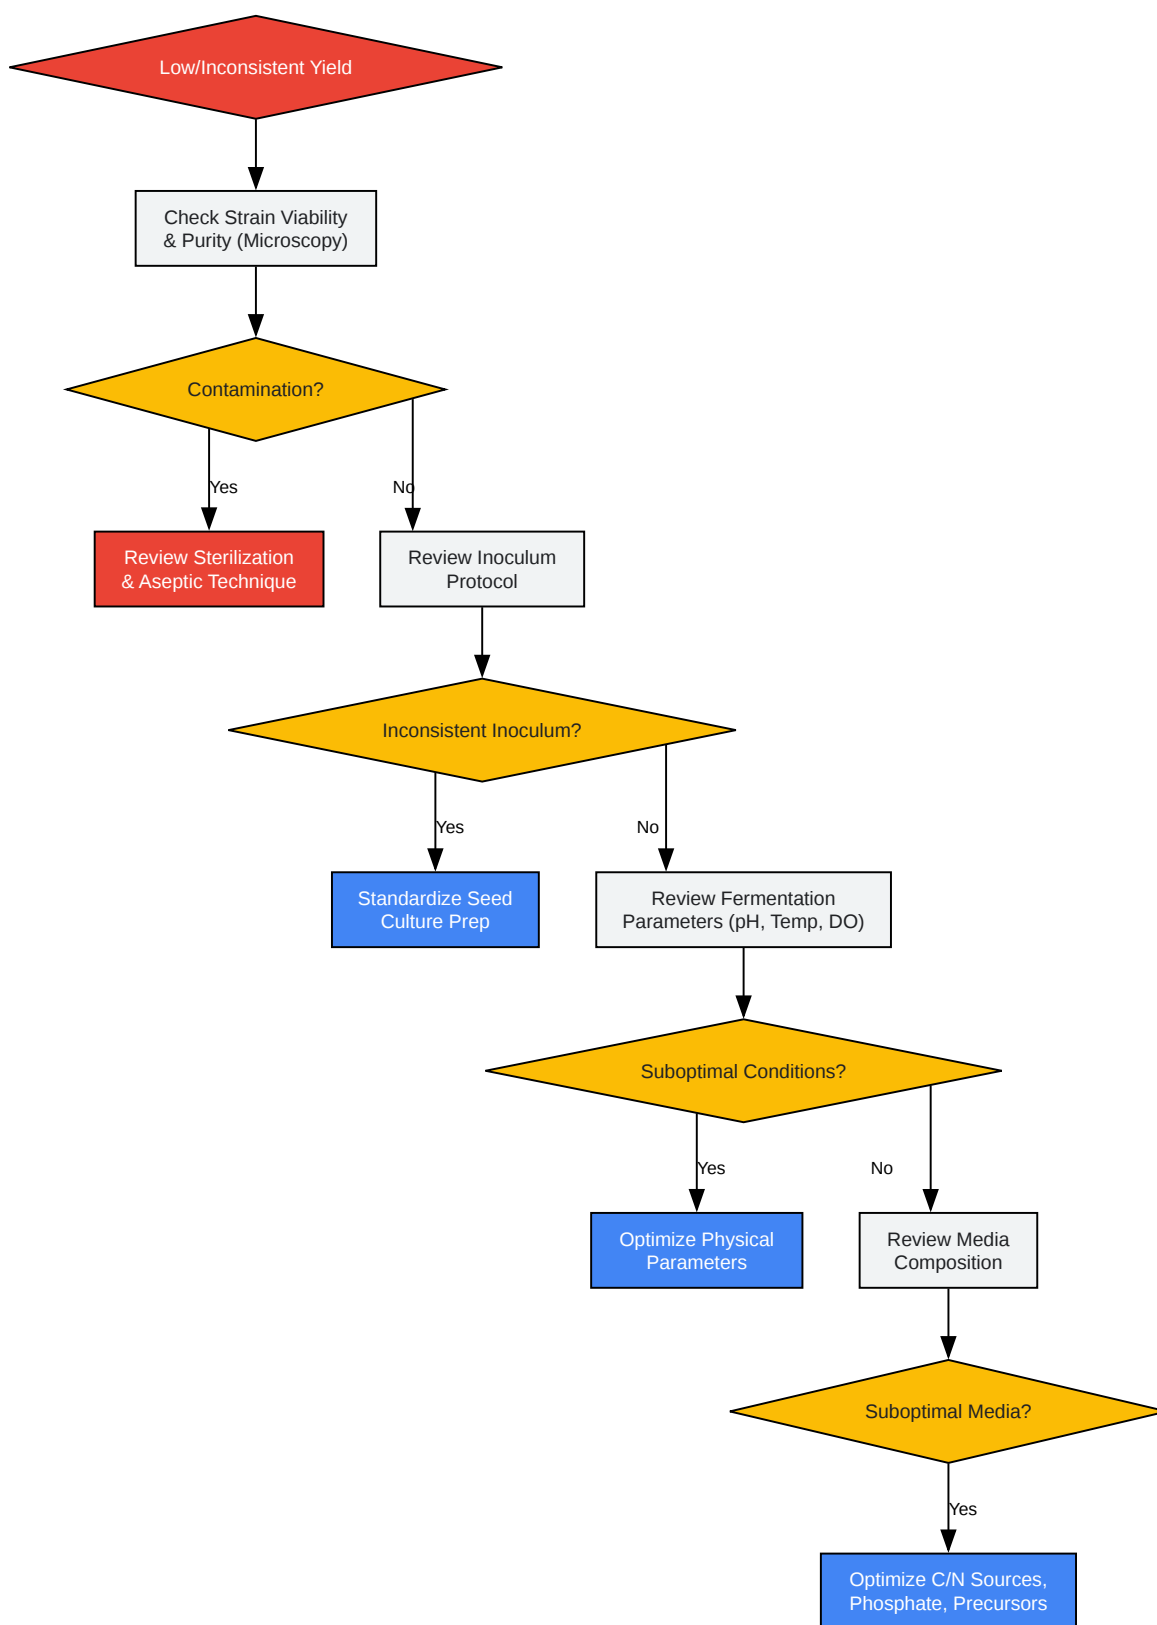 Low/Inconsistent Yield
Check Strain Viability
& Purity (Microscopy)
Contamination?
Yes
No
Review Sterilization
& Aseptic Technique
Review Inoculum
Protocol
Inconsistent Inoculum?
Yes
No
Standardize Seed
Culture Prep
Review Fermentation
Parameters (pH, Temp, DO)
Suboptimal Conditions?
Yes
No
Optimize Physical
Parameters
Review Media
Composition
Suboptimal Media?
Yes
Optimize C/N Sources,
Phosphate, Precursors